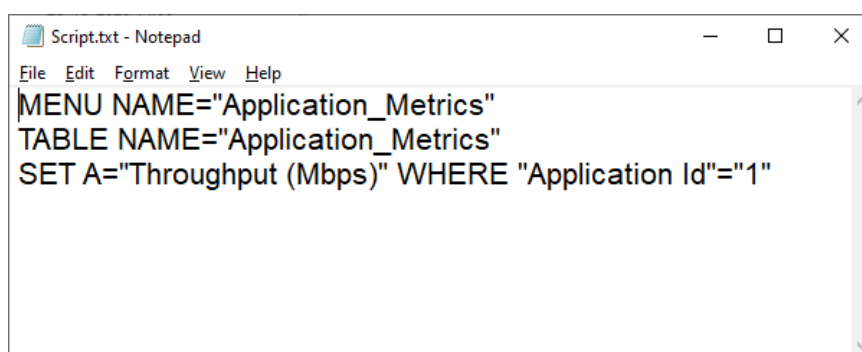 Script.txt - Notepad
File Edit Format View Help
MENU NAME="Application_Metrics"
TABLE NAME="Application_Metrics"
SET A="Throughput (Mbps)" WHERE "Application Id"="1"